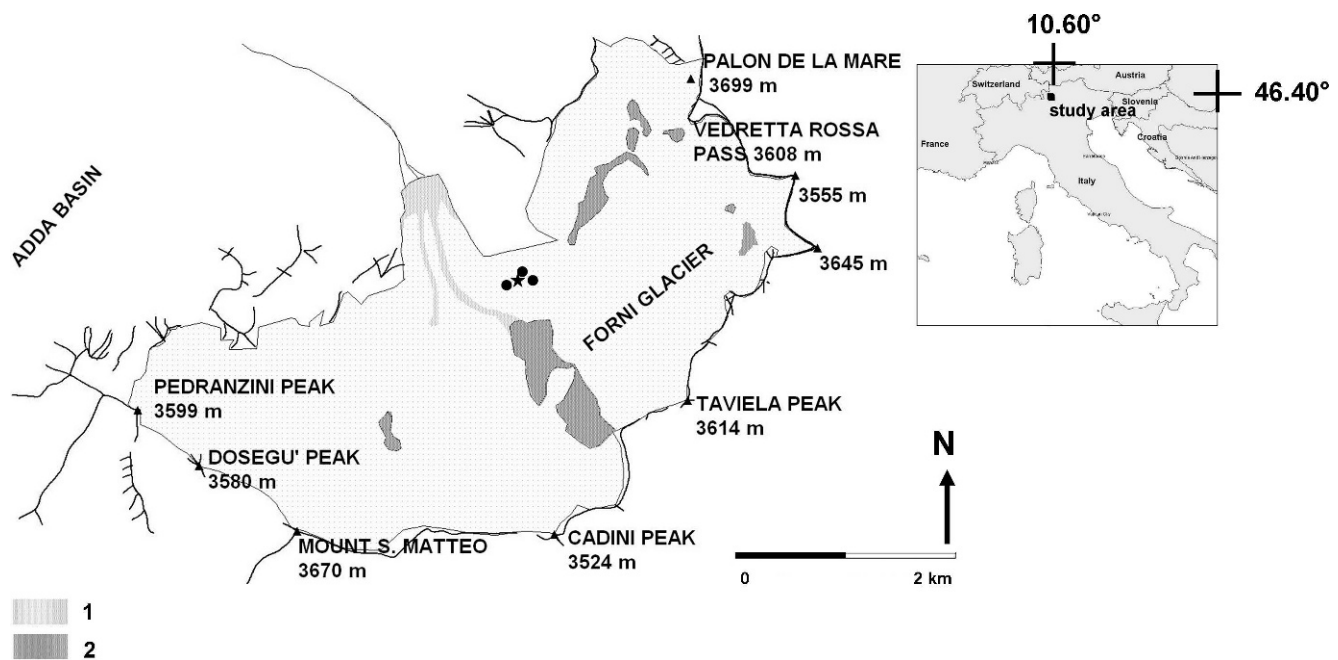 PALON DE LA MARE
3699 m
VEDRETTA ROSSA
PASS 3608 m
3555 m
3645 m
ADDA BASIN
FORNI GLACIER
PEDRANZINI PEAK
3599 m
DOSEGU' PEAK
3580 m
MOUNT S. MATTEO
3670 m
CADINI PEAK
3524 m
TAVIELA PEAK
3614 m
N
0 2 km
1
2
10.60°
46.40°
Switzerland
Austria
study area
Slovenia
Croatia
France
Italy